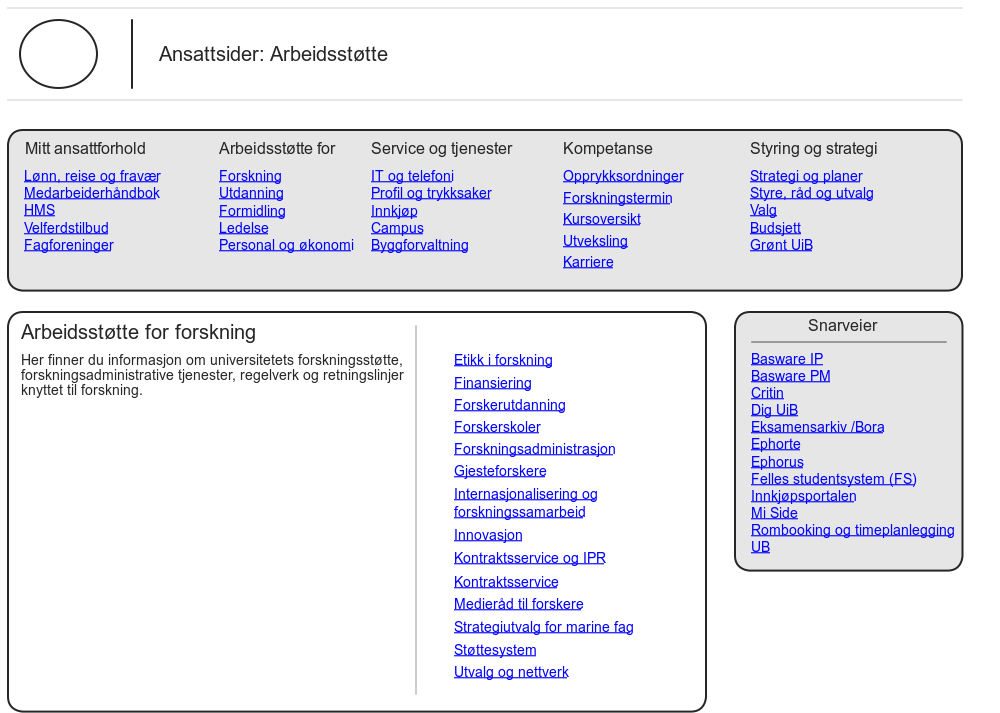 Ansattsider: Arbeidsstøtte
Mitt ansattforhold
Lønn, reise og fravær
Medarbeiderhåndbok
HMS
Velferdstilbud
Fagforeninger
Arbeidsstøtte for
Forskning
Utdanning
Formidling
Ledelse
Personal og økonomi
Service og tjenester
IT og telefoni
Profil og trykksaker
Innkjøp
Campus
Byggforvaltning
Kompetanse
Opprykksordninger
Forskningstermin
Kursoversikt
Utveksling
Karriere
Styring og strategi
Strategi og planer
Styre, råd og utvalg
Valg
Budsjett
Grønt UiB
Arbeidsstøtte for forskning
Her finner du informasjon om universitetets forskningsstøtte,
forskningsadministrative tjenester, regelverk og retningslinjer
knyttet til forskning.
Etikk i forskning
Finansiering
Forskerutdanning
Forskerskoler
Forskningsadministrasjon
Gjesteforskere
Internasjonalisering og
forskningssamarbeid
Innovasjon
Kontraktsservice og IPR
Kontraktsservice
Medieråd til forskere
Strategiutvalg for marine fag
Støttesystem
Utvalg og nettverk
Snarveier
Basware IP
Basware PM
Critin
Dig UiB
Eksamensarkiv /Bora
Ephorte
Ephorus
Felles studentsystem (FS)
Innkjøpsportalen
Mi Side
Rombooking og timeplanlegging
UB